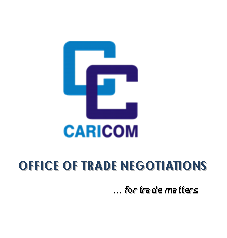 CARICOM
OFFICE OF TRADE NEGOTIATIONS
... for trade matters